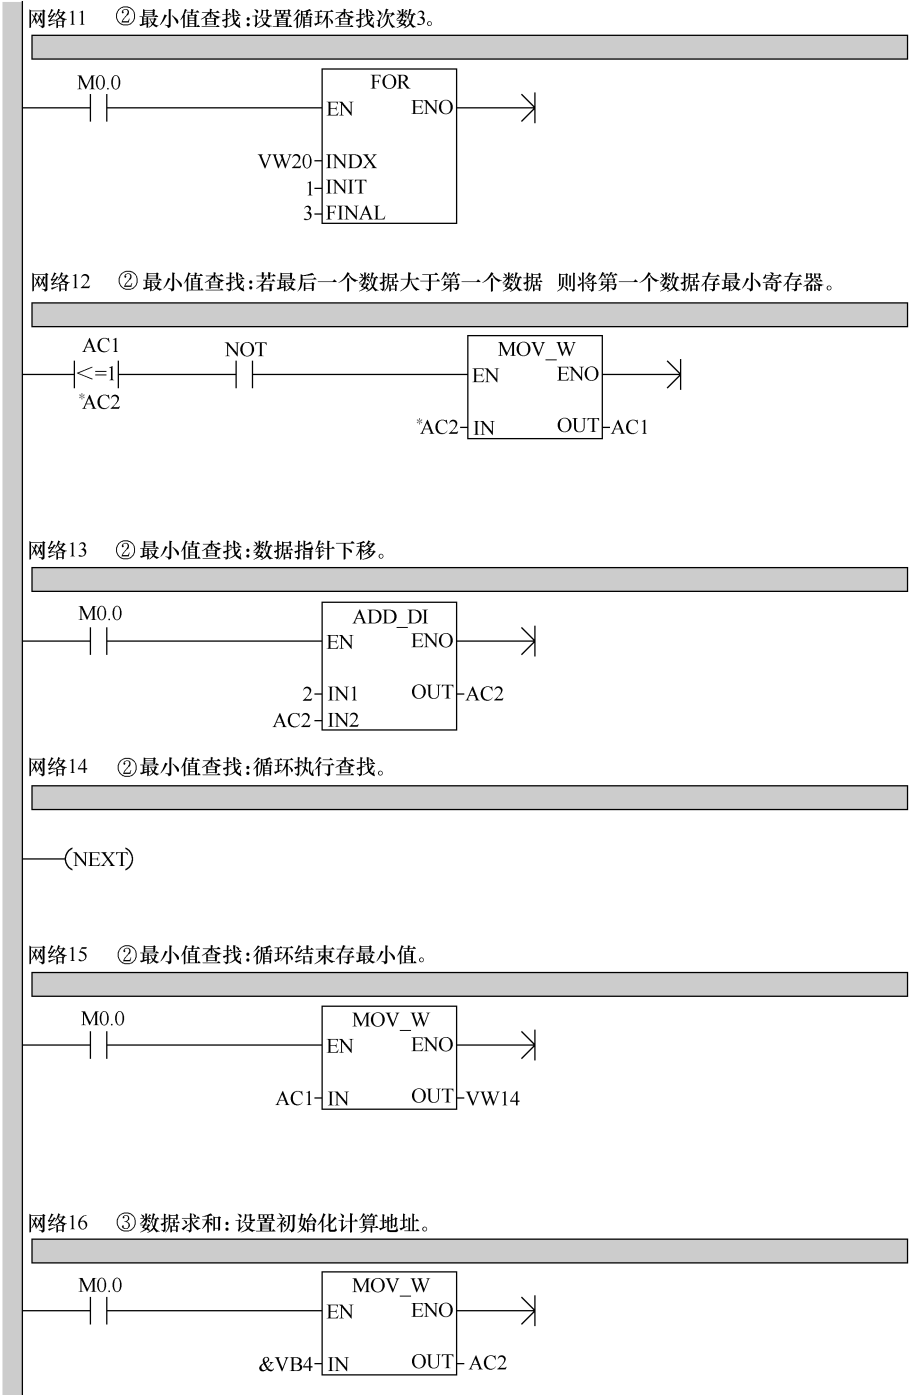 网络11 ②最小值查找:设置循环查找次数3。
M0.0
FOR
EN ENO
VW20 INDX
1 INIT
3 FINAL
网络12 ②最小值查找:若最后一个数据大于第一个数据 则将第一个数据存最小寄存器。
AC1 NOT MOV_W
<=1 EN ENO
*AC2
*AC2 IN OUT AC1
网络13 ②最小值查找:数据指针下移。
M0.0 ADD_DI
EN ENO
2 IN1 OUT AC2
AC2 IN2
网络14 ②最小值查找:循环执行查找。
(NEXT)
网络15 ②最小值查找:循环结束存最小值。
M0.0 MOV_W
EN ENO
AC1 IN OUT VW14
网络16 ③数据求和:设置初始化计算地址。
M0.0 MOV_W
EN ENO
&VB4 IN OUT AC2